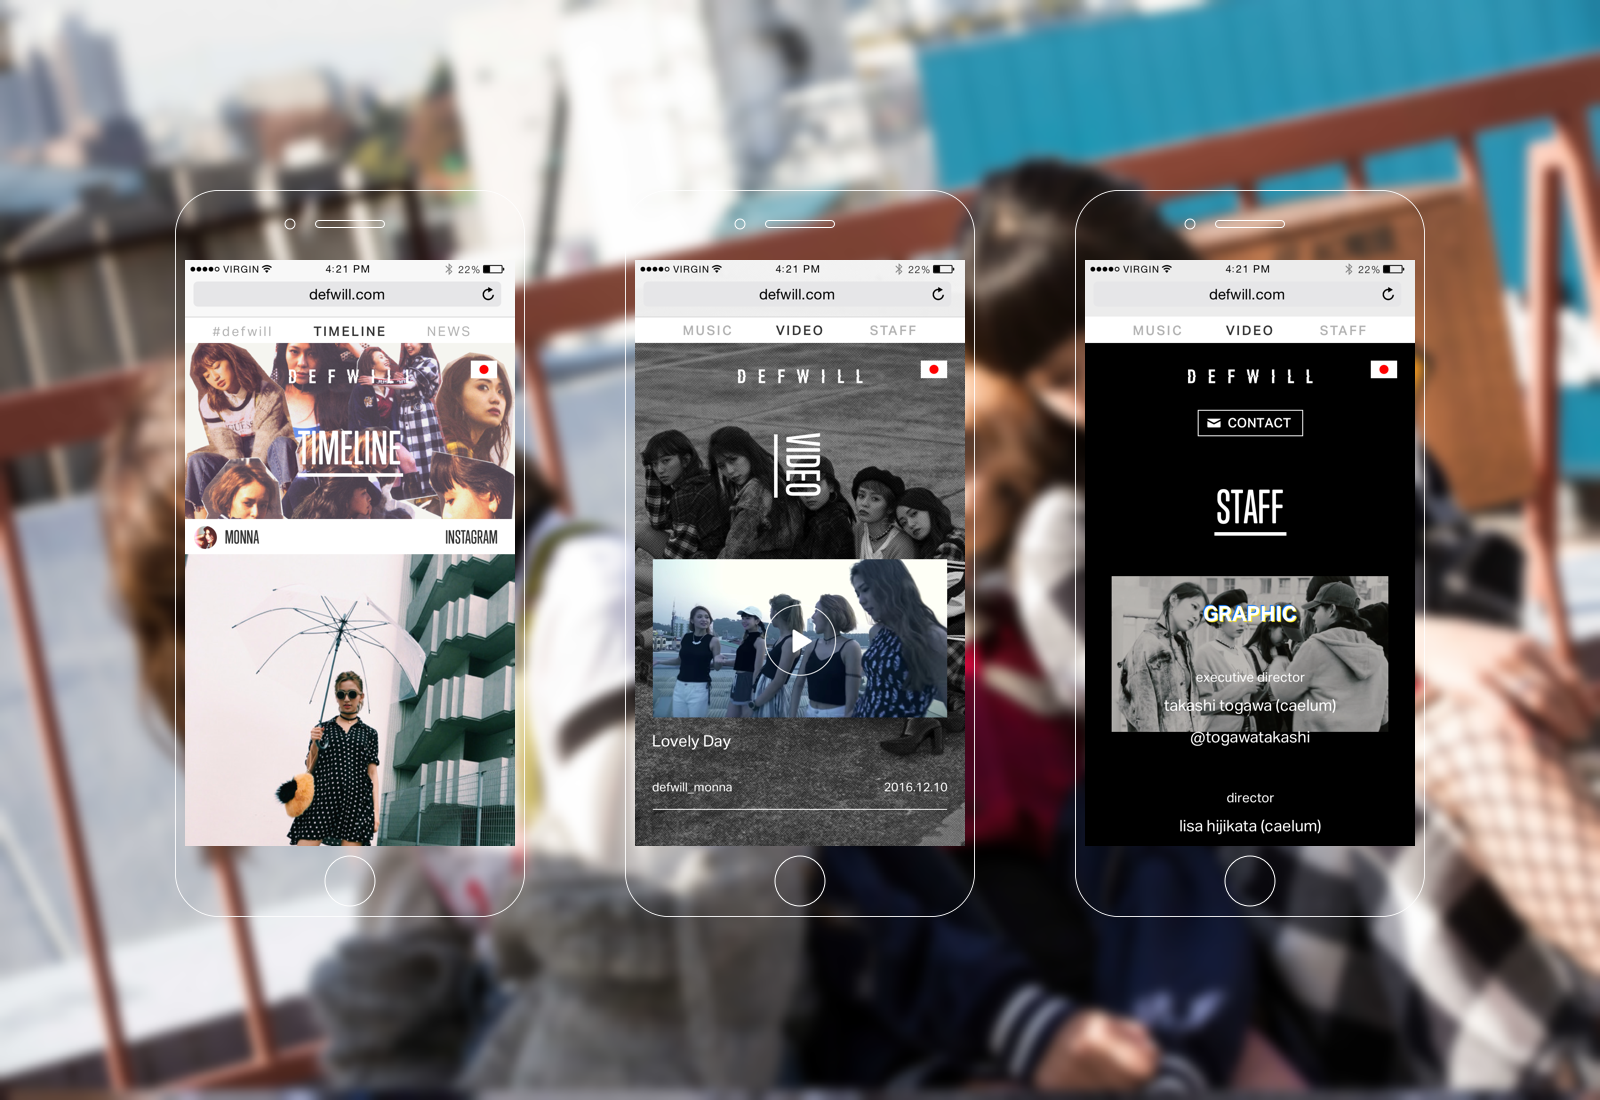 VIRGIN 4:21 PM 22%
defwill.com
#defwill TIMELINE NEWS
DEFWILL
TIMELINE
MONNA INSTAGRAM
VIRGIN 4:21 PM 22%
defwill.com
MUSIC VIDEO STAFF
DEFWILL
VIDEO
Lovely Day
defwill_monna 2016.12.10
VIRGIN 4:21 PM 22%
defwill.com
MUSIC VIDEO STAFF
DEFWILL
CONTACT
STAFF
GRAPHIC
executive director
takashi togawa (caelum)
@togawatakashi
director
lisa hijikata (caelum)